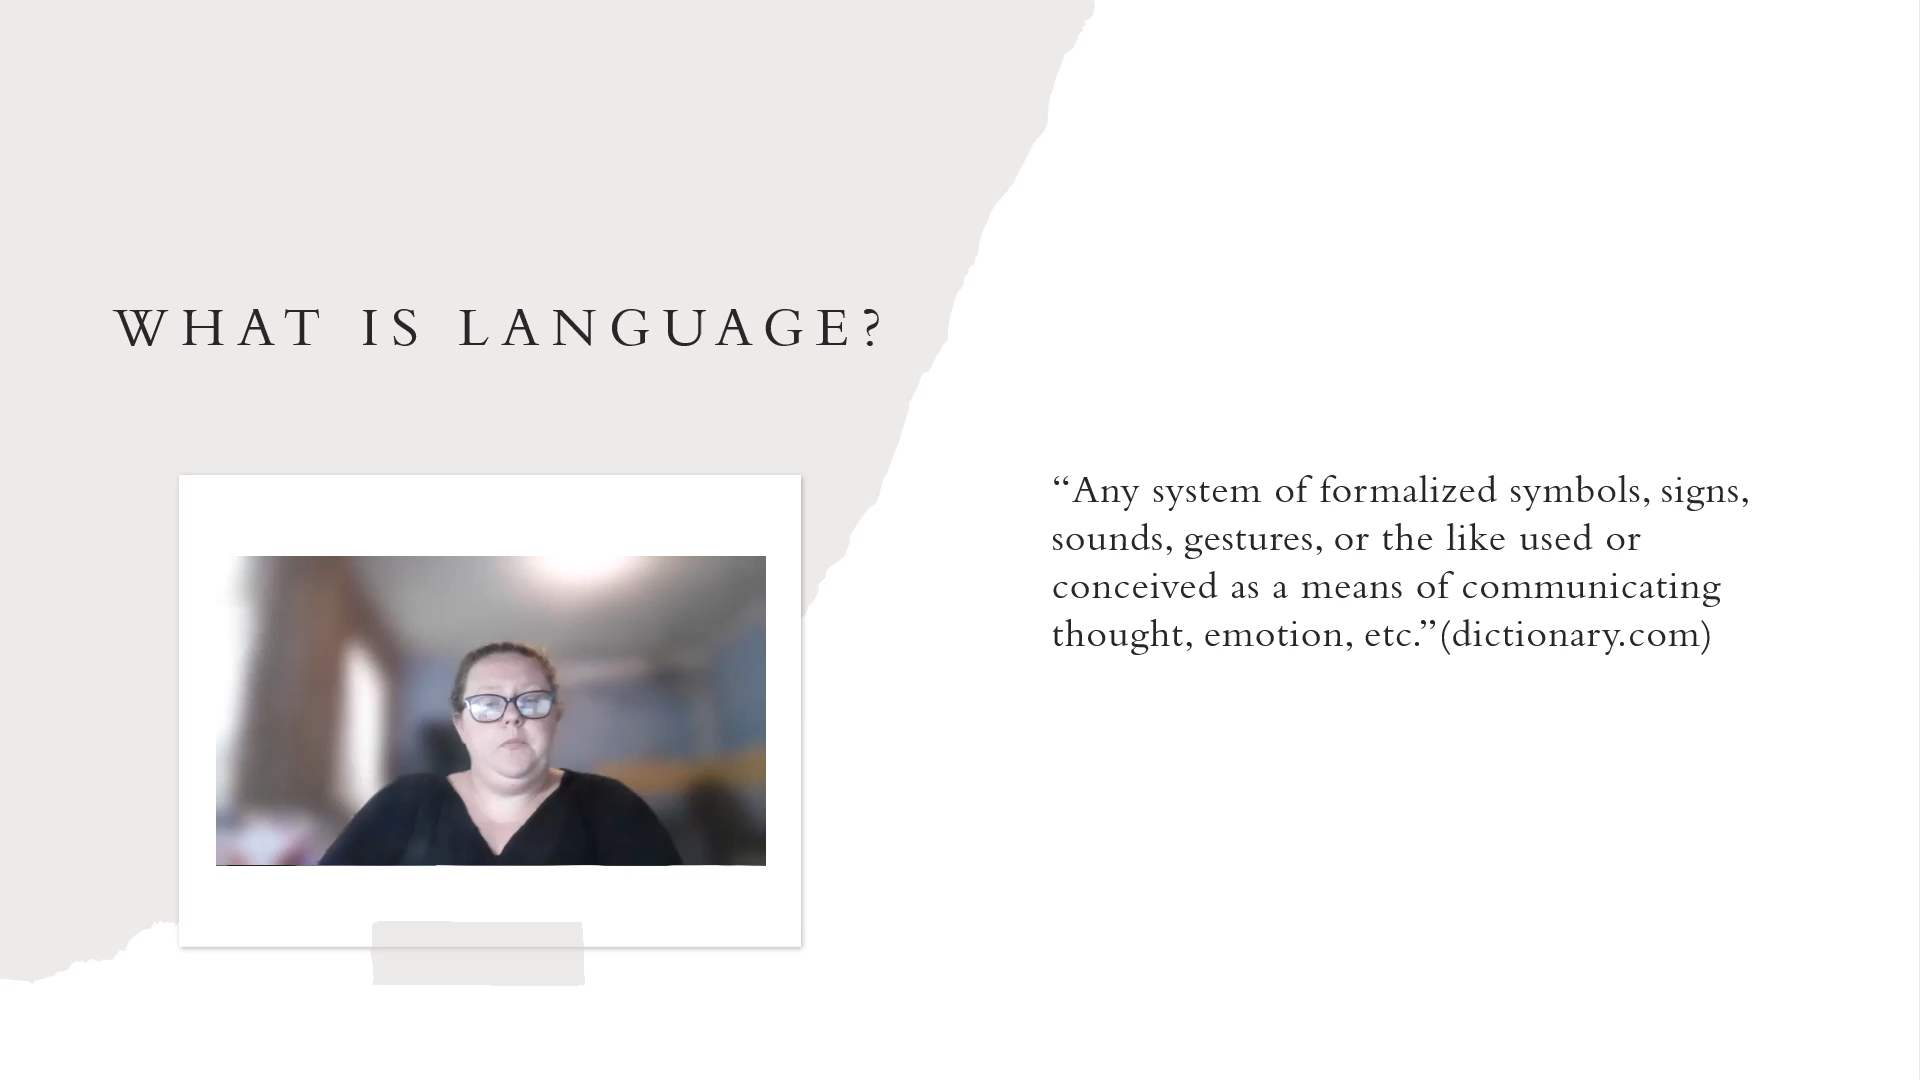 WHAT IS LANGUAGE?
“Any system of formalized symbols, signs,
sounds, gestures, or the like used or
conceived as a means of communicating
thought, emotion, etc.”(dictionary.com)